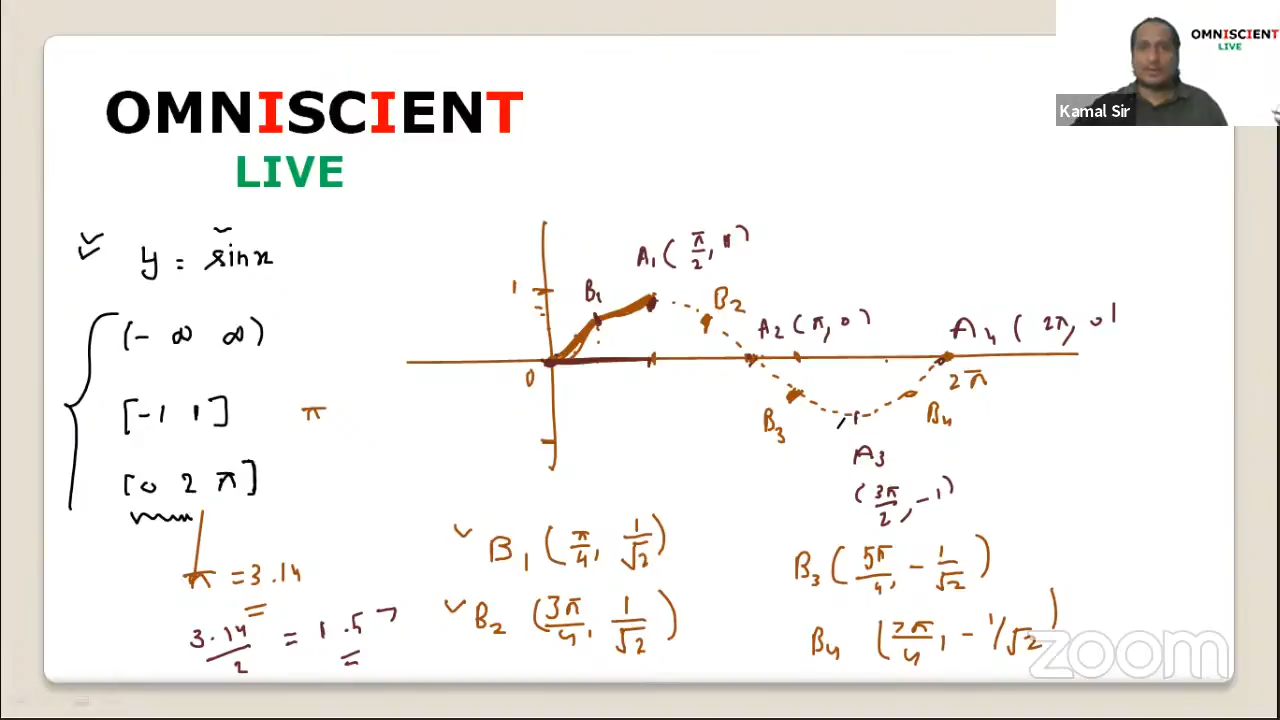 OMNISCIENT
LIVE
OMNISCIENT
LIVE
Kamal Sir
y = sinx
(- ∞ ∞)
[-1 1]
π
[0 2 π]
π = 3.14
3.14/2 = 1.57
1
0
B1
A1 (π/2, 1)
B2
A2 (π, 0)
A4 ( 2π, 0)
2π
B3
B4
A3
(3π/2, -1)
B1 (π/4, 1/√2)
B2 (3π/4, 1/√2)
B3 (5π/4, - 1/√2)
B4 (7π/4, - 1/√2)
zoom